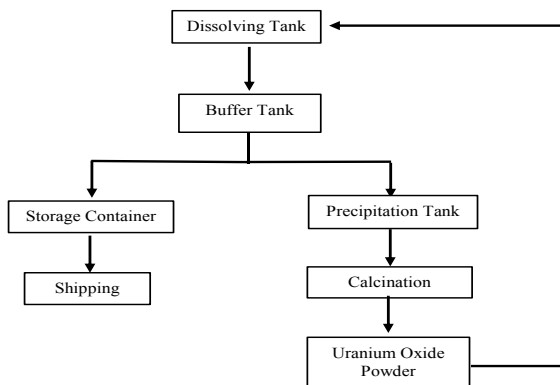 Dissolving Tank
Buffer Tank
Storage Container
Precipitation Tank
Shipping
Calcination
Uranium Oxide
Powder